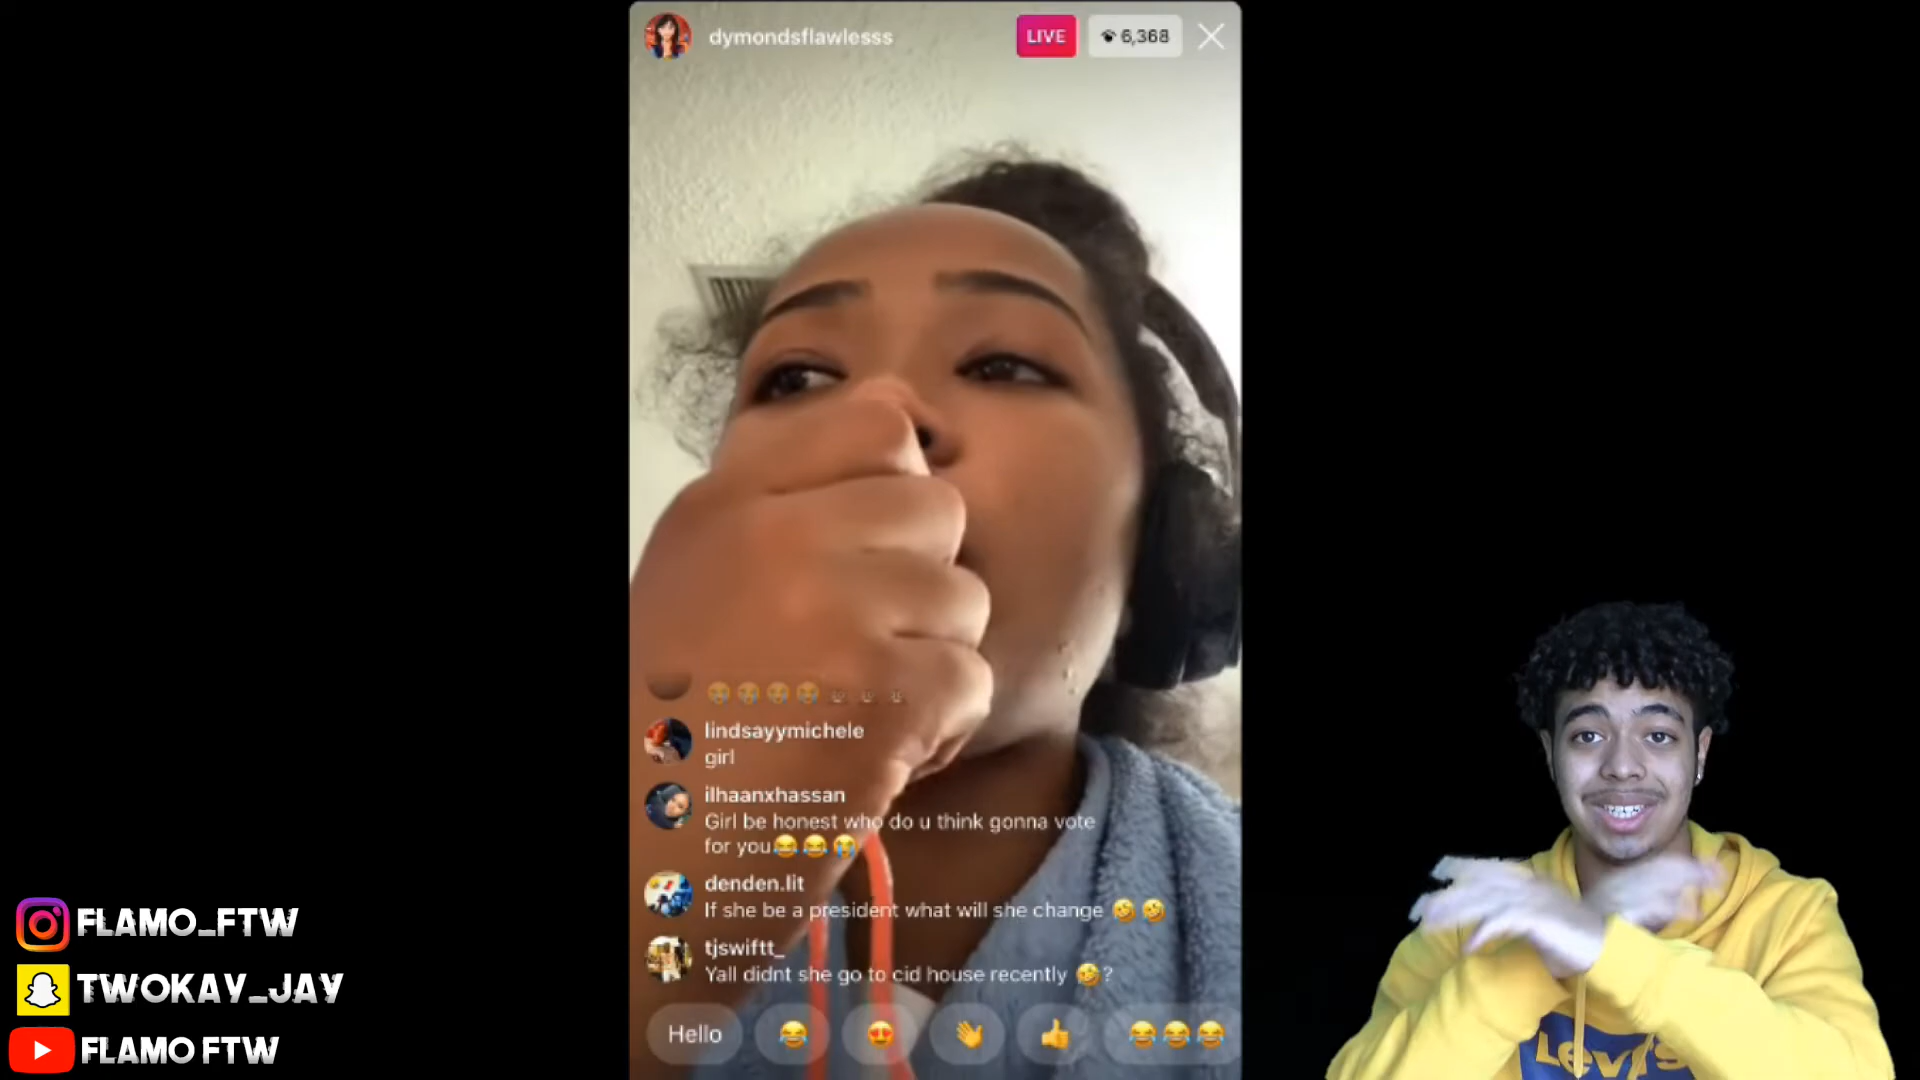 dymondsflawlesss
LIVE
6,368
😭😭😭😭
lindsayymichele
girl
ilhaanxhassan
Girl be honest who do u think gonna vote
for you😂😂😭
denden.lit
If she be a president what will she change 🤣🤣
tjswiftt_
Yall didnt she go to cid house recently 🤣?
Hello 😂 😍 👋 👍 😂😂😂
FLAMO_FTW
TWOKAY_JAY
FLAMO FTW
Levi's